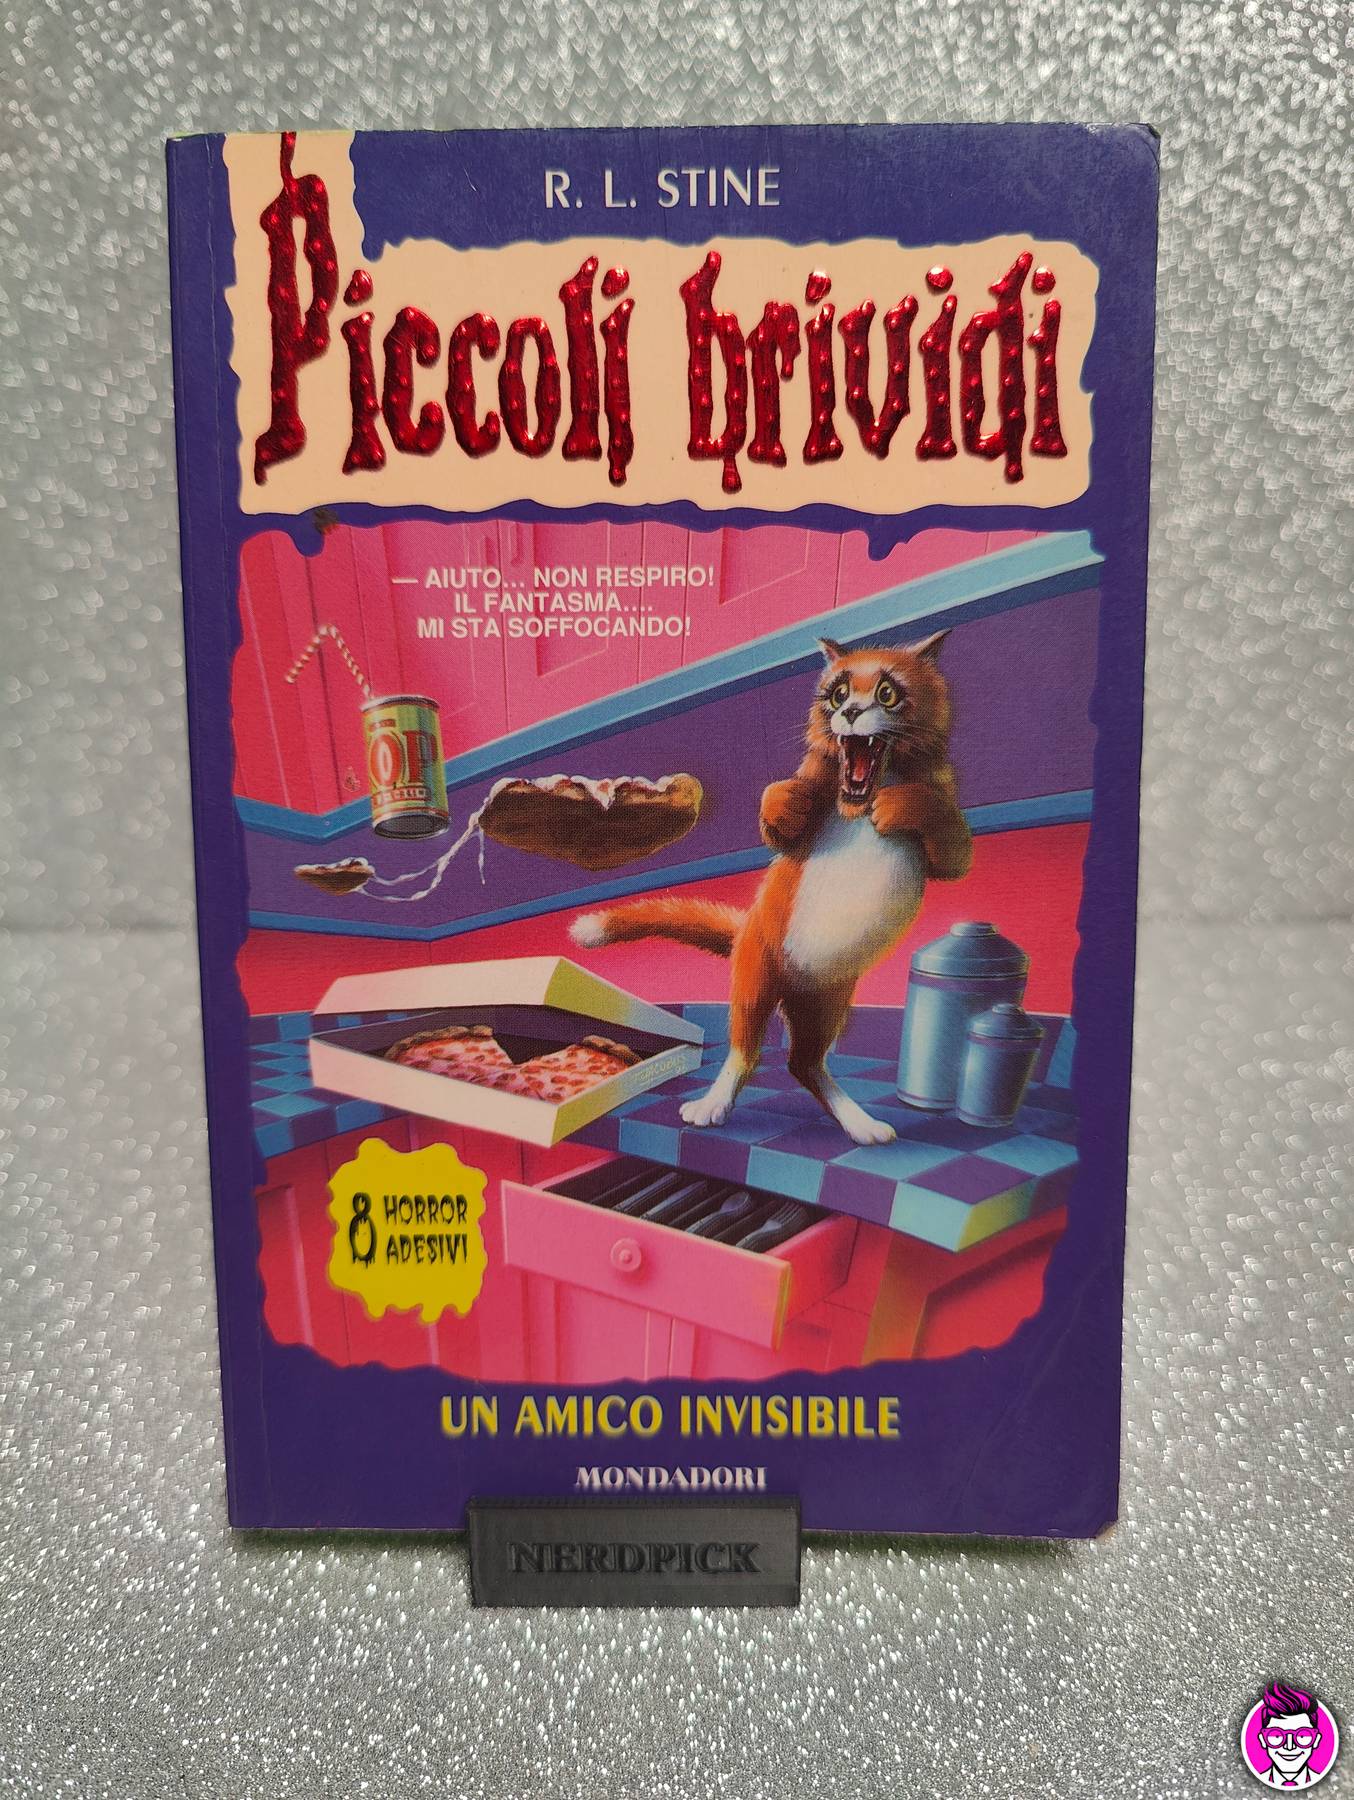 R. L. STINE
Piccoli brividi
— AIUTO... NON RESPIRO!
IL FANTASMA....
MI STA SOFFOCANDO!
OP
8 HORROR
ADESIVI
UN AMICO INVISIBILE
MONDADORI
NERDPICK